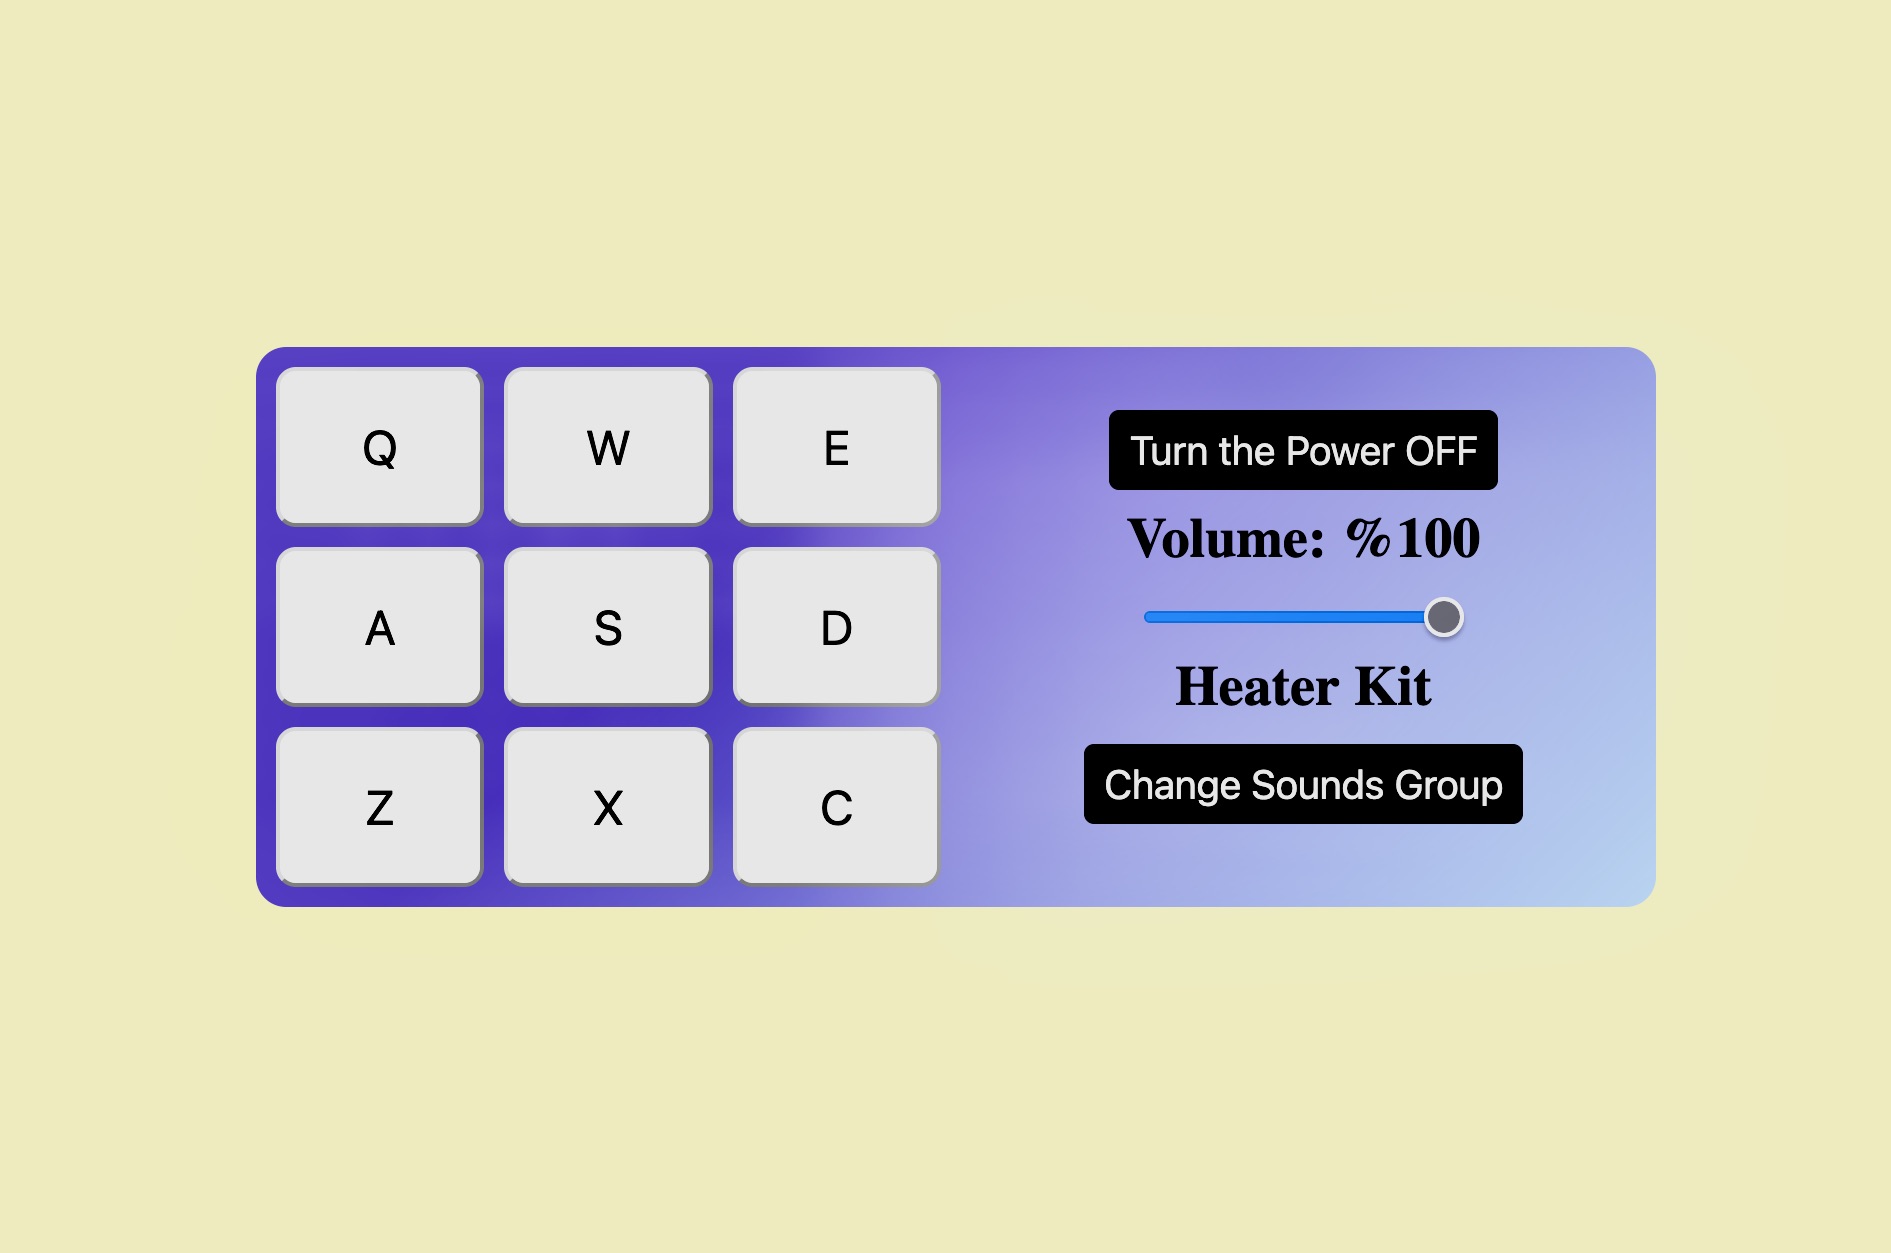 Q W E
A S D
Z X C
Turn the Power OFF
Volume: %100
Heater Kit
Change Sounds Group